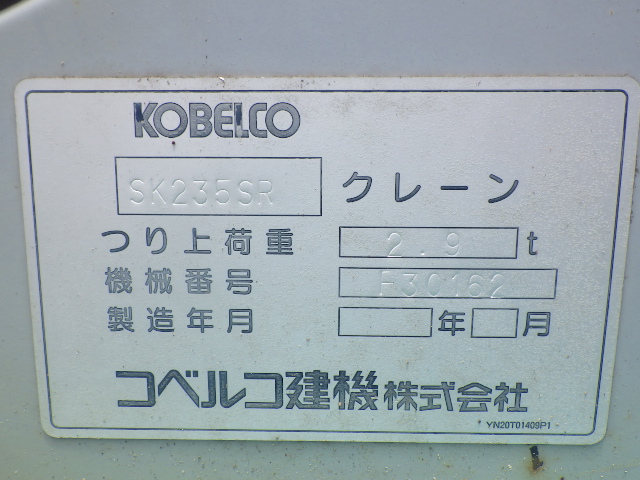 KOBELCO
SK235SR クレーン
つり上荷重 2.9 t
機械番号 F30162
製造年月 年 月
コベルコ建機株式会社
YN20T01409P1